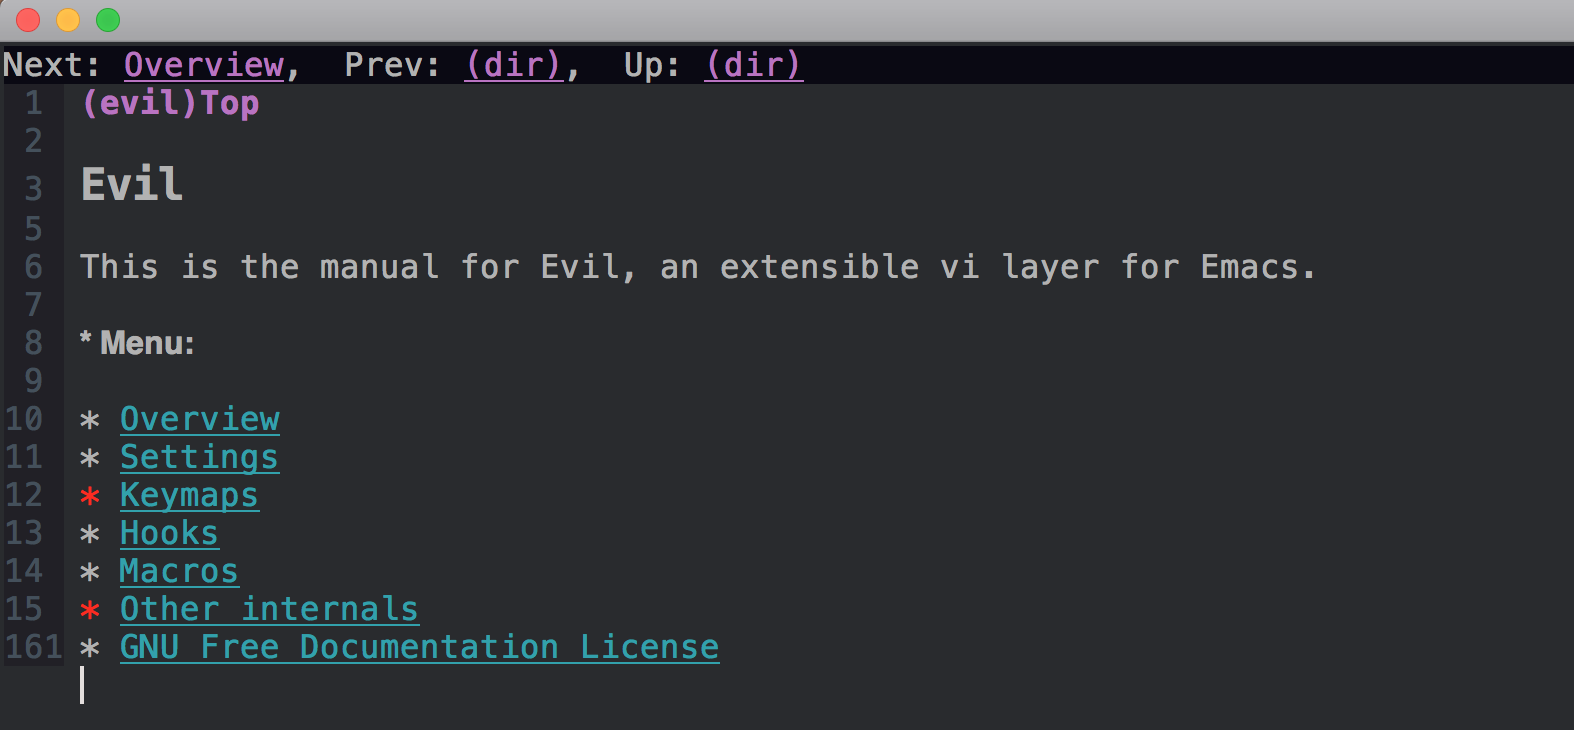 Next: Overview,  Prev: (dir),  Up: (dir)
1 (evil)Top
2
3 Evil
5
6 This is the manual for Evil, an extensible vi layer for Emacs.
7
8 * Menu:
9
10 * Overview
11 * Settings
12 * Keymaps
13 * Hooks
14 * Macros
15 * Other internals
161 * GNU Free Documentation License